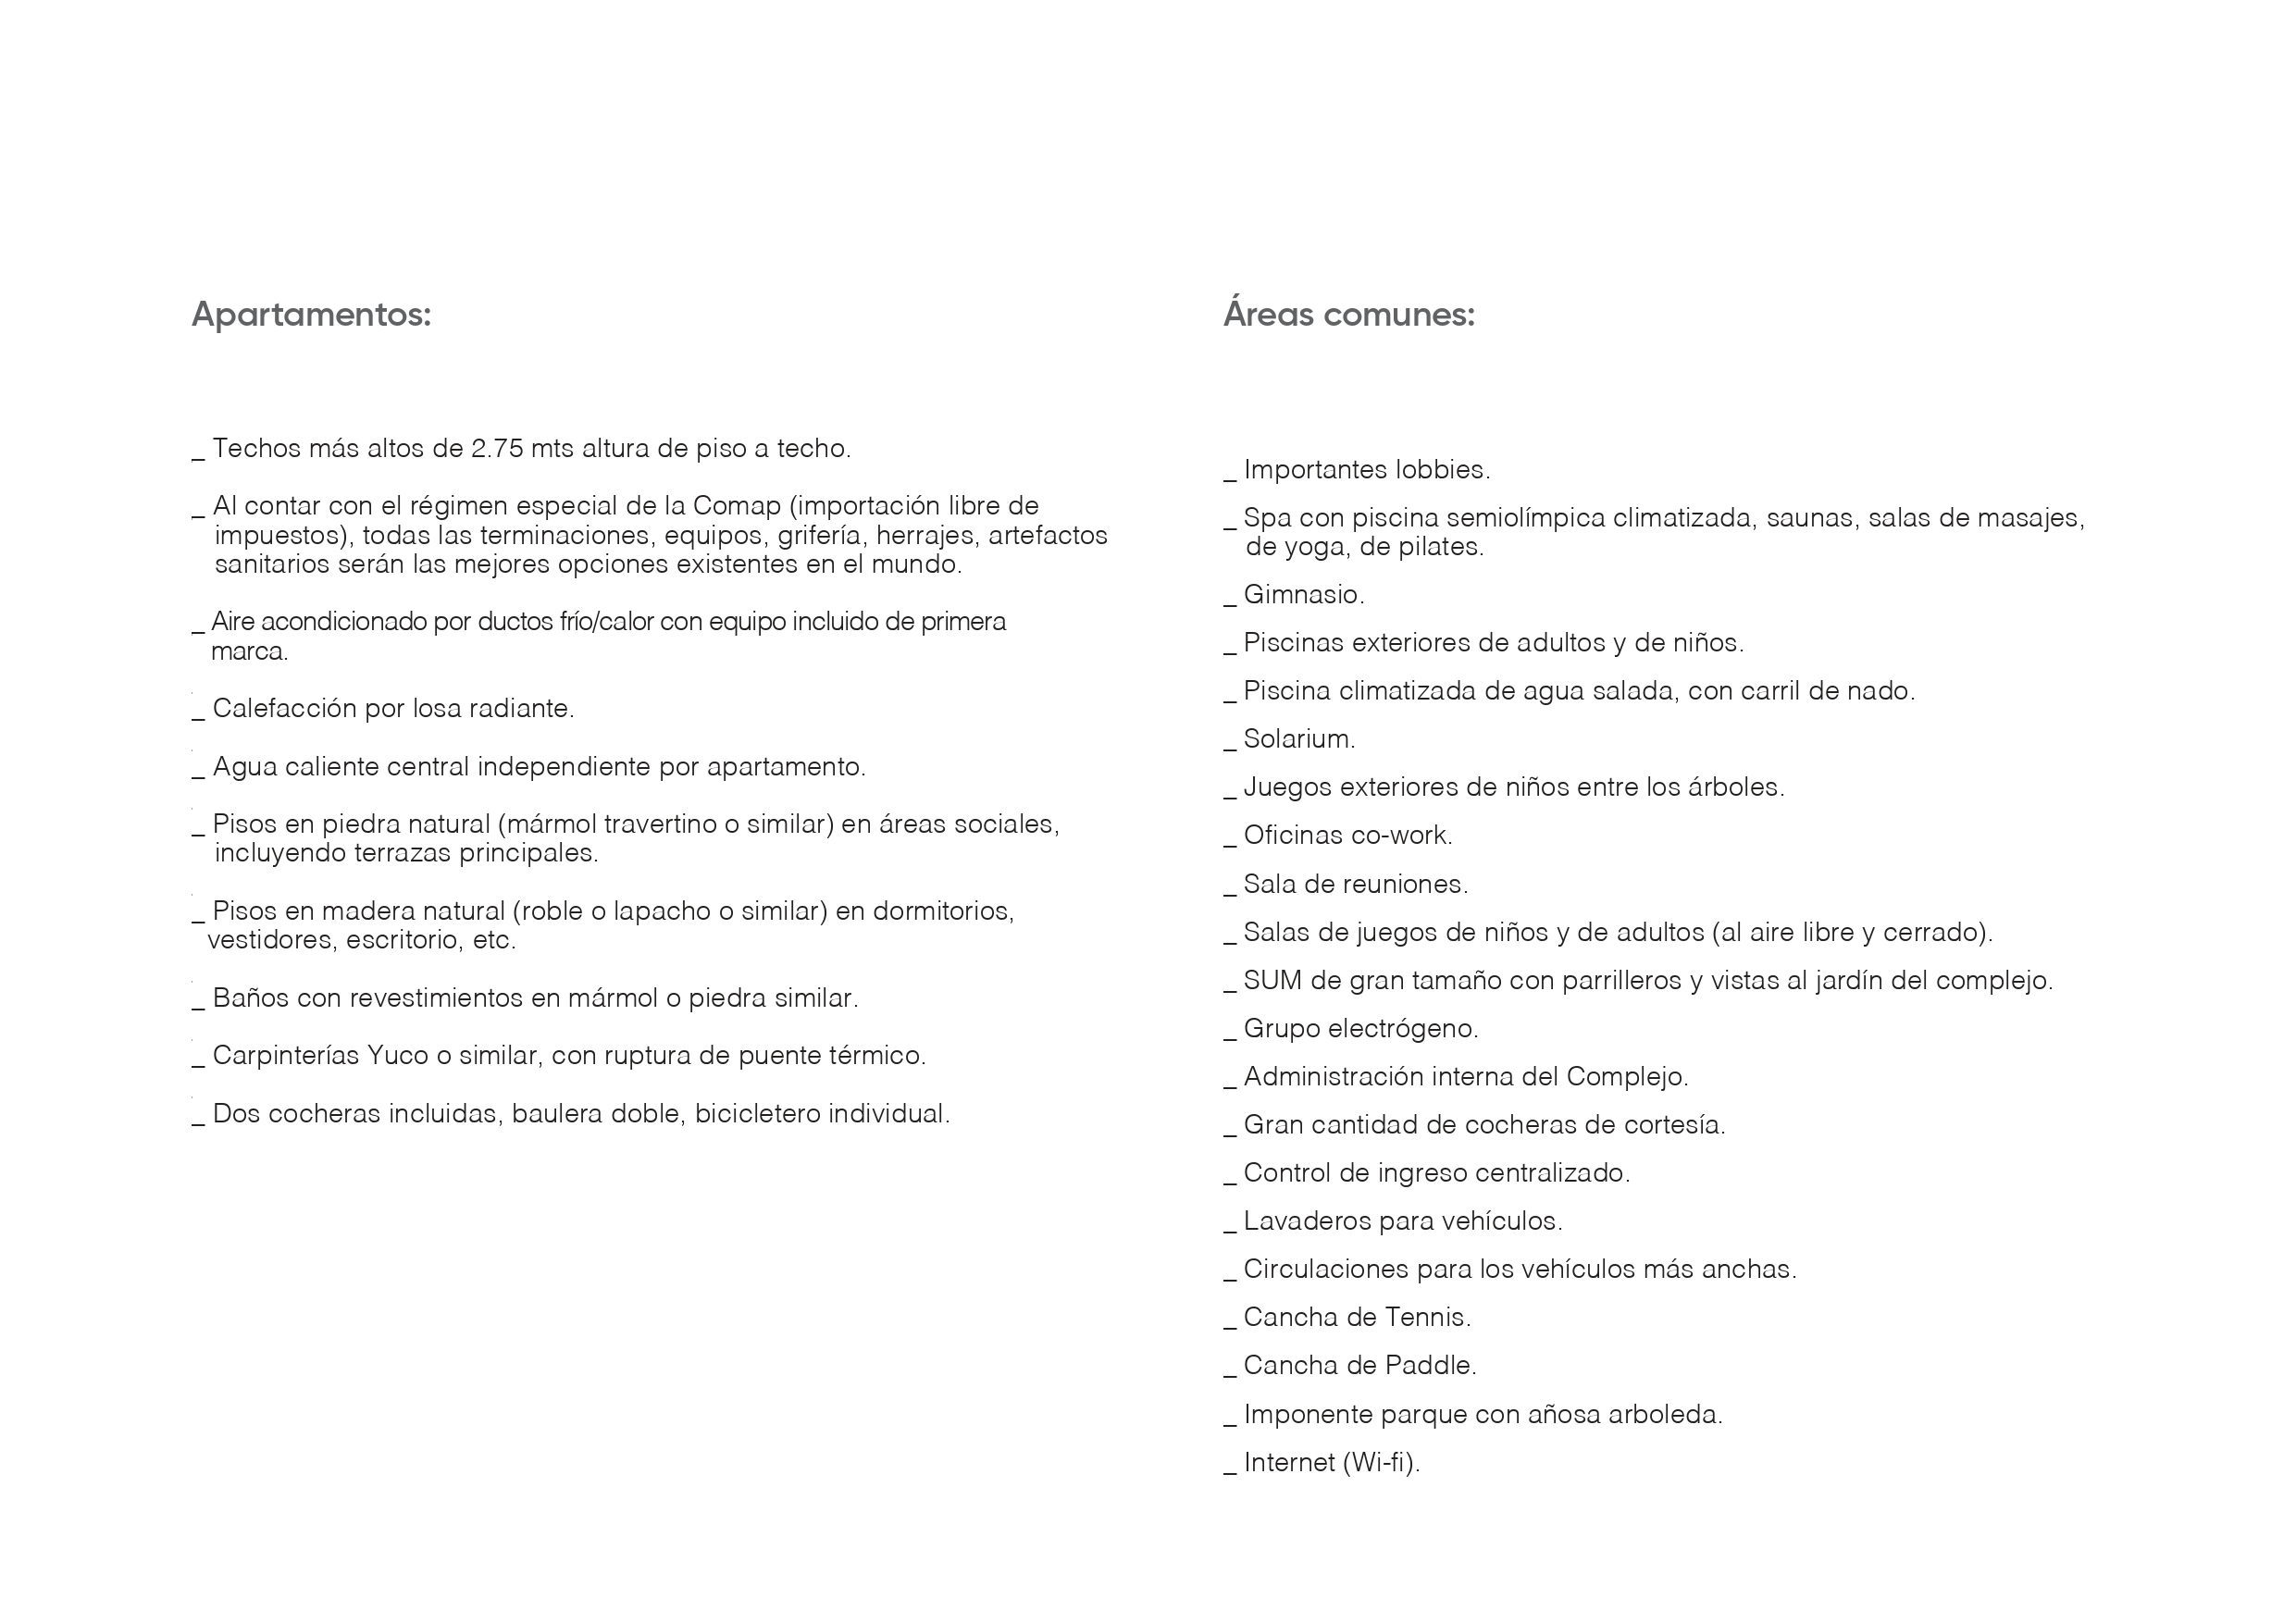 Apartamentos:
_ Techos más altos de 2.75 mts altura de piso a techo.
_ Al contar con el régimen especial de la Comap (importación libre de
impuestos), todas las terminaciones, equipos, grifería, herrajes, artefactos
sanitarios serán las mejores opciones existentes en el mundo.
_ Aire acondicionado por ductos frío/calor con equipo incluido de primera
marca.
_ Calefacción por losa radiante.
_ Agua caliente central independiente por apartamento.
_ Pisos en piedra natural (mármol travertino o similar) en áreas sociales,
incluyendo terrazas principales.
_ Pisos en madera natural (roble o lapacho o similar) en dormitorios,
vestidores, escritorio, etc.
_ Baños con revestimientos en mármol o piedra similar.
_ Carpinterías Yuco o similar, con ruptura de puente térmico.
_ Dos cocheras incluidas, baulera doble, bicicletero individual.
Áreas comunes:
_ Importantes lobbies.
_ Spa con piscina semiolímpica climatizada, saunas, salas de masajes,
de yoga, de pilates.
_ Gimnasio.
_ Piscinas exteriores de adultos y de niños.
_ Piscina climatizada de agua salada, con carril de nado.
_ Solarium.
_ Juegos exteriores de niños entre los árboles.
_ Oficinas co-work.
_ Sala de reuniones.
_ Salas de juegos de niños y de adultos (al aire libre y cerrado).
_ SUM de gran tamaño con parrilleros y vistas al jardín del complejo.
_ Grupo electrógeno.
_ Administración interna del Complejo.
_ Gran cantidad de cocheras de cortesía.
_ Control de ingreso centralizado.
_ Lavaderos para vehículos.
_ Circulaciones para los vehículos más anchas.
_ Cancha de Tennis.
_ Cancha de Paddle.
_ Imponente parque con añosa arboleda.
_ Internet (Wi-fi).